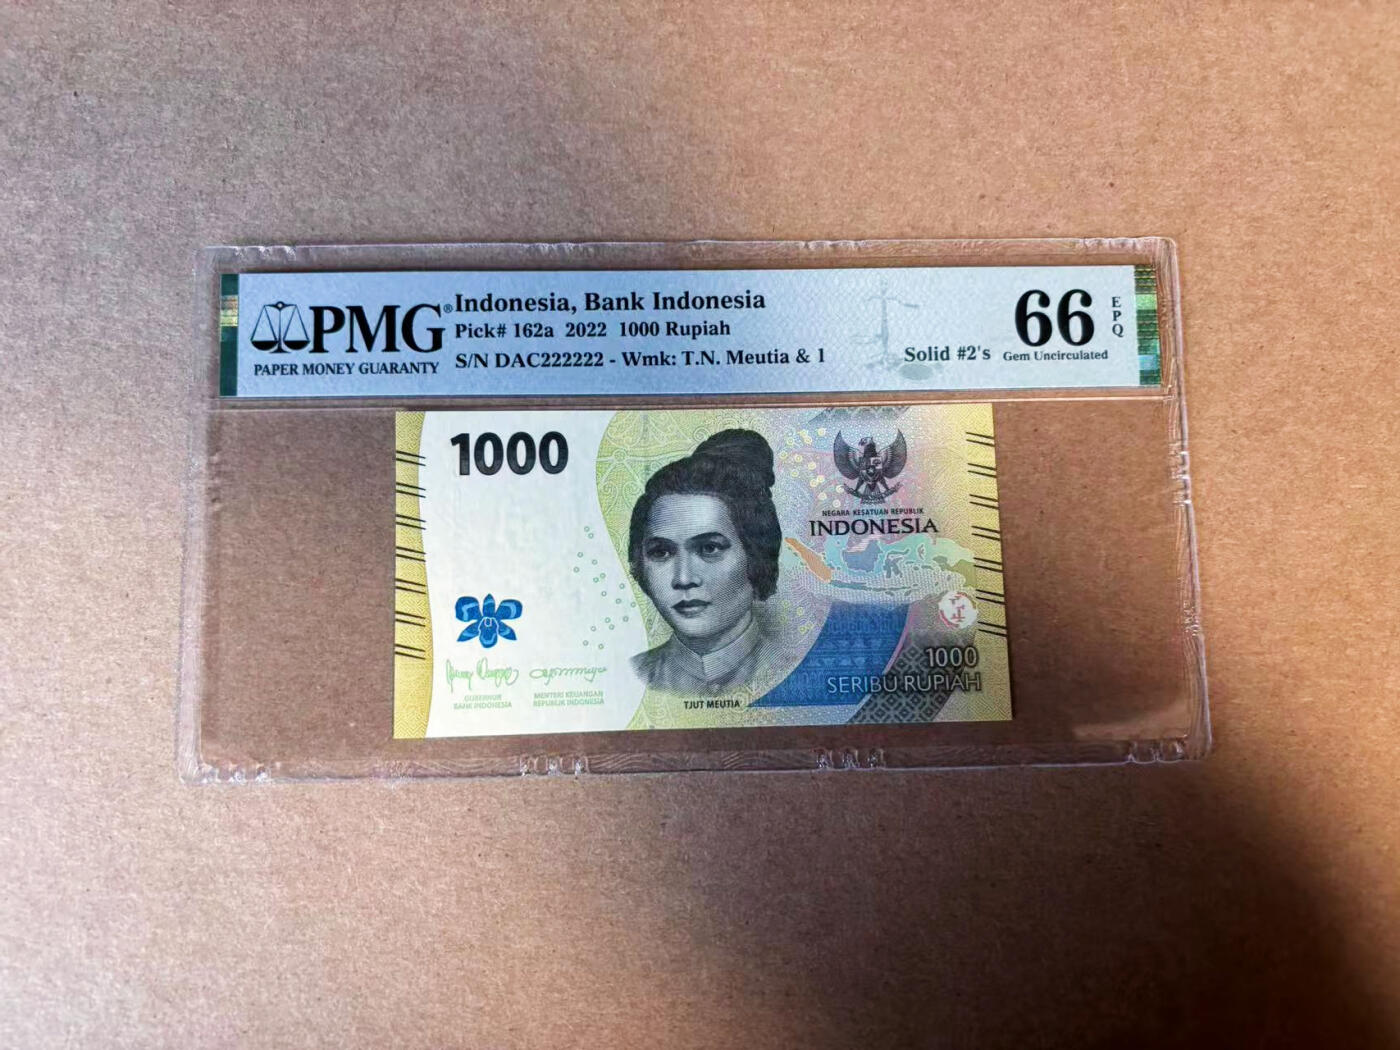 PMG®
PAPER MONEY GUARANTY
Indonesia, Bank Indonesia
Pick# 162a 2022 1000 Rupiah
S/N DAC222222 - Wmk: T.N. Meutia & 1
Solid #2's
66 EPQ
Gem Uncirculated
1000
NEGARA KESATUAN REPUBLIK
INDONESIA
GUBERNUR
BANK INDONESIA
MENTERI KEUANGAN
REPUBLIK INDONESIA
TJUT MEUTIA
1000
SERIBU RUPIAH